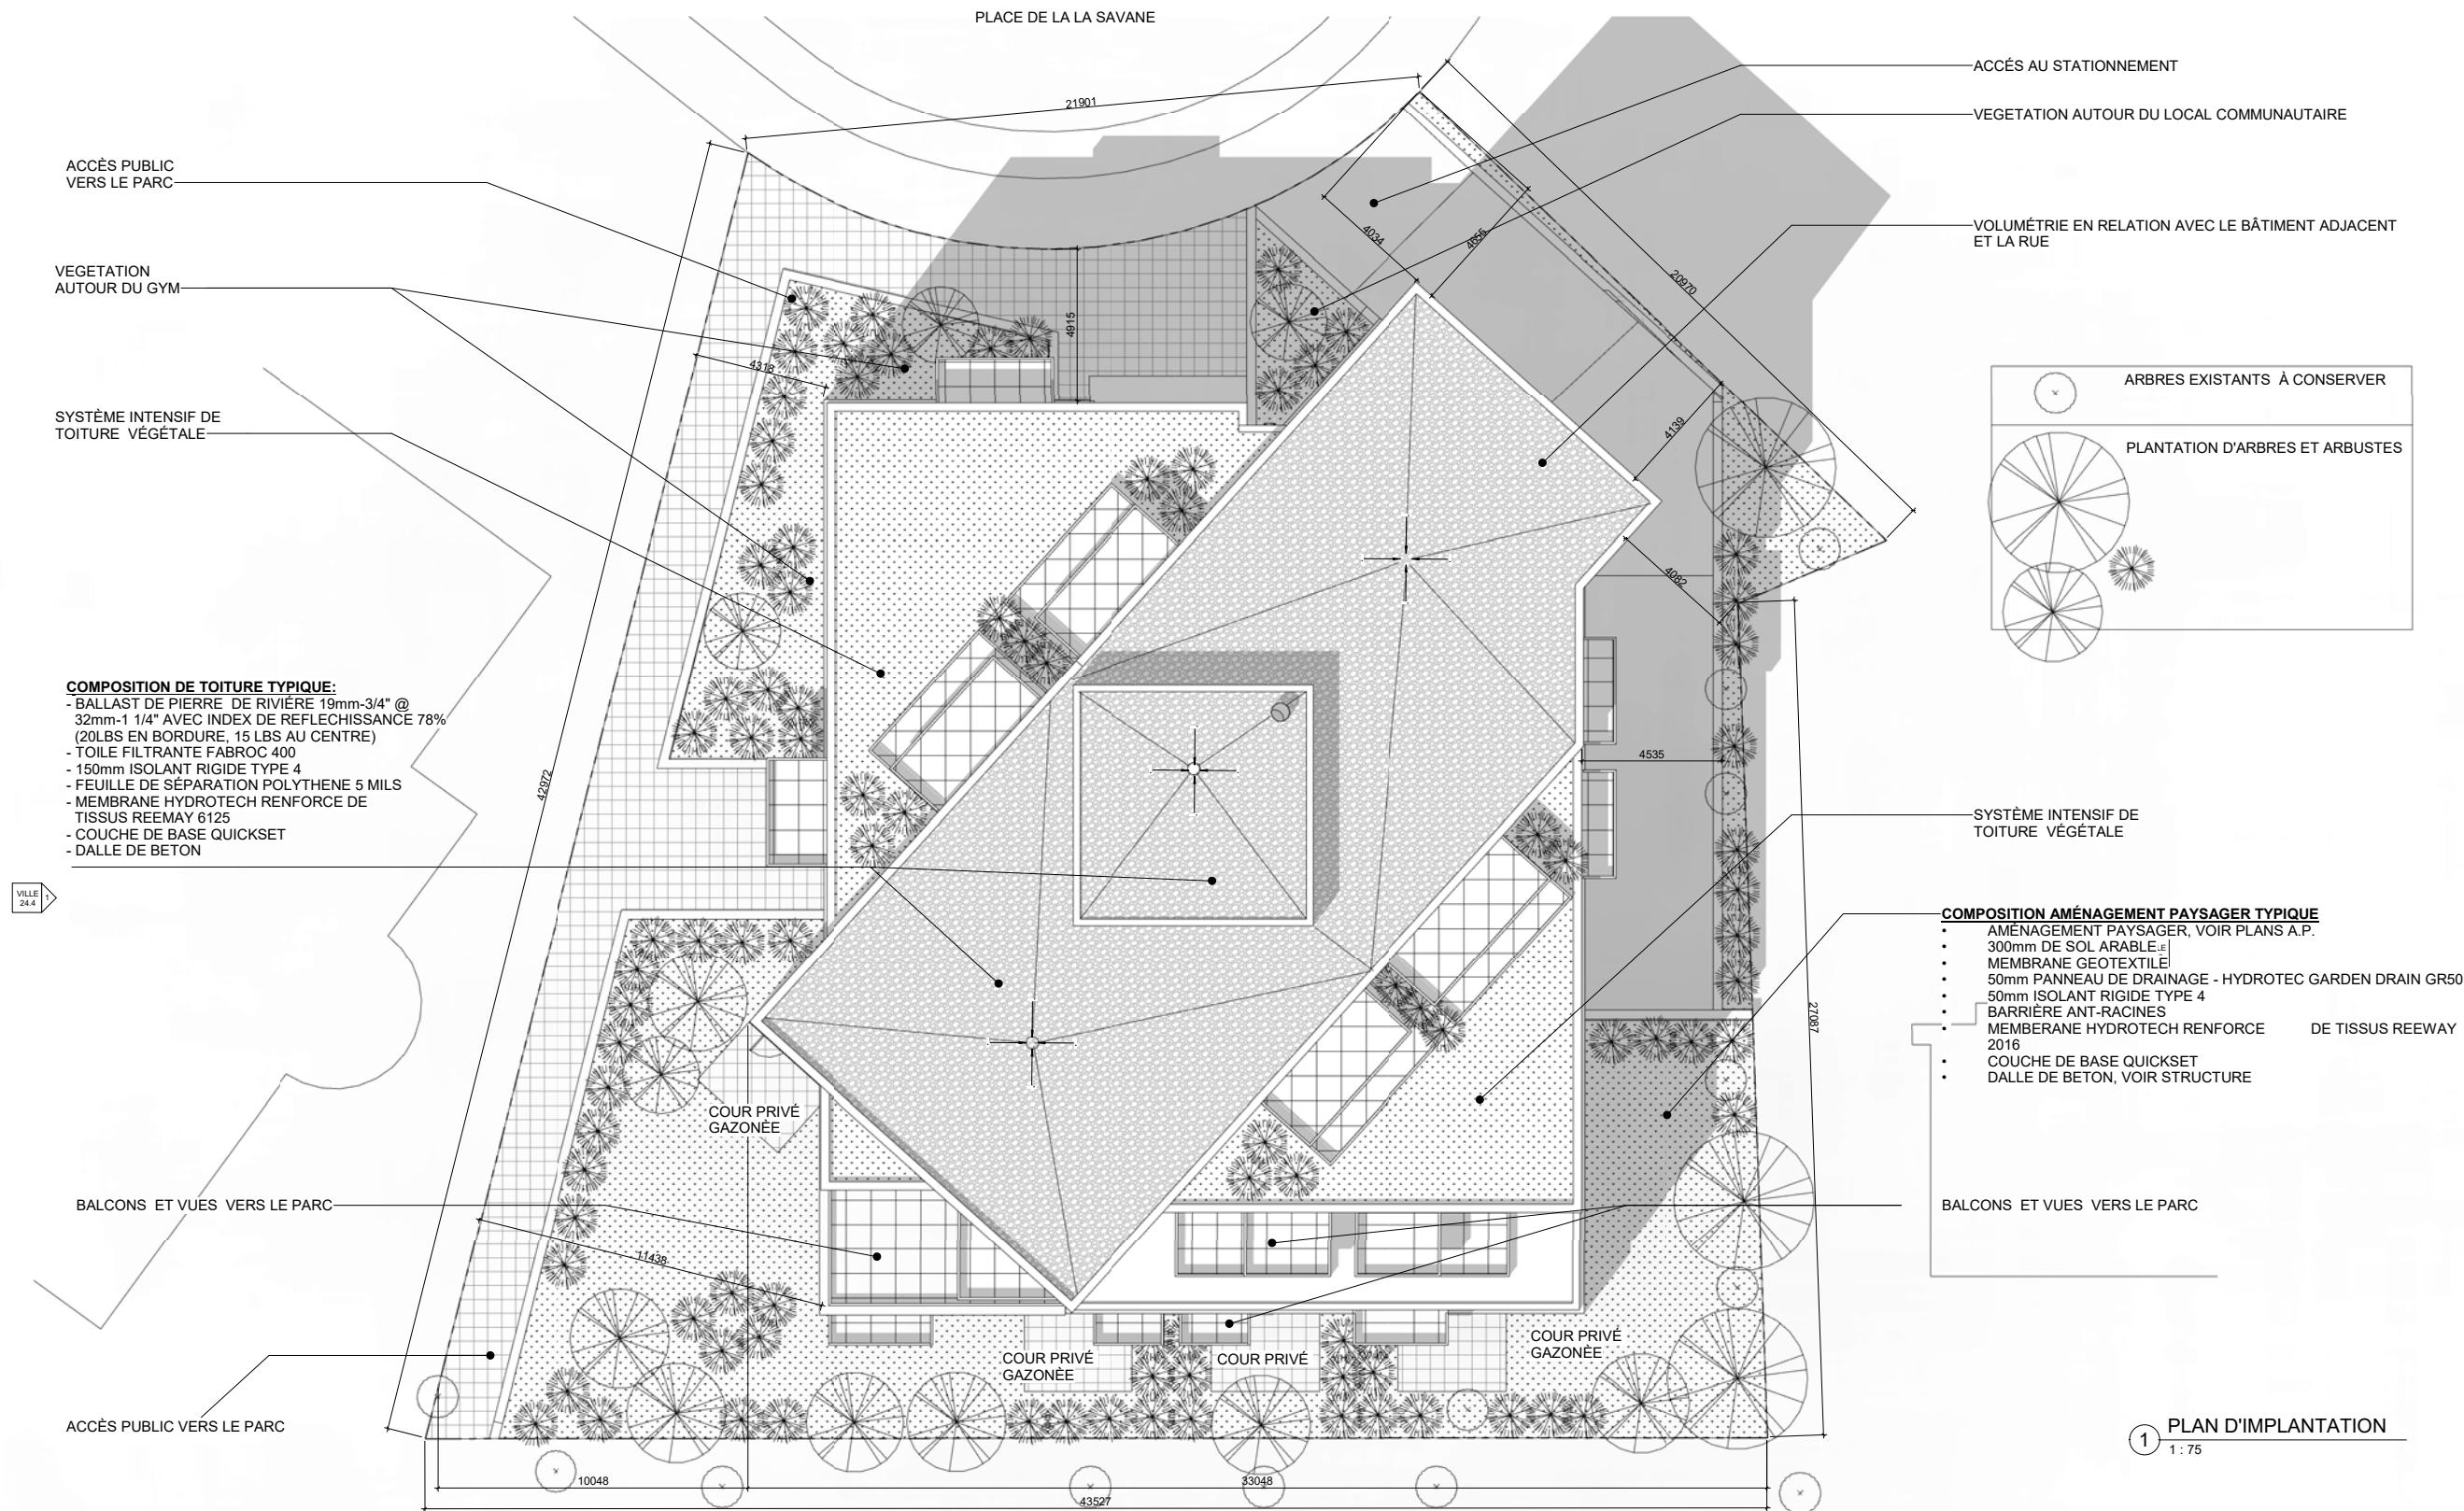 PLACE DE LA LA SAVANE
21901
ACCÈS PUBLIC
VERS LE PARC
VEGETATION
AUTOUR DU GYM
SYSTÈME INTENSIF DE
TOITURE VÉGÉTALE
COMPOSITION DE TOITURE TYPIQUE:
- BALLAST DE PIERRE DE RIVIÉRE 19mm-3/4" @
32mm-1 1/4" AVEC INDEX DE REFLECHISSANCE 78%
(20LBS EN BORDURE, 15 LBS AU CENTRE)
- TOILE FILTRANTE FABROC 400
- 150mm ISOLANT RIGIDE TYPE 4
- FEUILLE DE SÉPARATION POLYTHENE 5 MILS
- MEMBRANE HYDROTECH RENFORCE DE
TISSUS REEMAY 6125
- COUCHE DE BASE QUICKSET
- DALLE DE BETON
VILLE
24.4
1
BALCONS ET VUES VERS LE PARC
ACCÈS PUBLIC VERS LE PARC
42972
4318
4915
4034
4655
20970
4139
4082
4535
27087
11438
10048
33048
43527
COUR PRIVÉ
GAZONÈE
COUR PRIVÉ
GAZONÈE
COUR PRIVÉ
COUR PRIVÉ
GAZONÈE
ACCÉS AU STATIONNEMENT
VEGETATION AUTOUR DU LOCAL COMMUNAUTAIRE
VOLUMÉTRIE EN RELATION AVEC LE BÂTIMENT ADJACENT
ET LA RUE
ARBRES EXISTANTS À CONSERVER
PLANTATION D'ARBRES ET ARBUSTES
SYSTÈME INTENSIF DE
TOITURE VÉGÉTALE
COMPOSITION AMÉNAGEMENT PAYSAGER TYPIQUE
• AMÉNAGEMENT PAYSAGER, VOIR PLANS A.P.
• 300mm DE SOL ARABLE
• MEMBRANE GEOTEXTILE
• 50mm PANNEAU DE DRAINAGE - HYDROTEC GARDEN DRAIN GR50
• 50mm ISOLANT RIGIDE TYPE 4
• BARRIÈRE ANT-RACINES
• MEMBERANE HYDROTECH RENFORCE DE TISSUS REEWAY
2016
• COUCHE DE BASE QUICKSET
• DALLE DE BETON, VOIR STRUCTURE
BALCONS ET VUES VERS LE PARC
1 PLAN D'IMPLANTATION
1 : 75